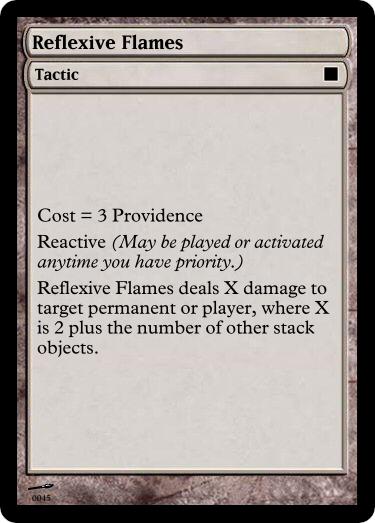 Reflexive Flames
Tactic
Cost = 3 Providence
Reactive (May be played or activated
anytime you have priority.)
Reflexive Flames deals X damage to
target permanent or player, where X
is 2 plus the number of other stack
objects.
0045